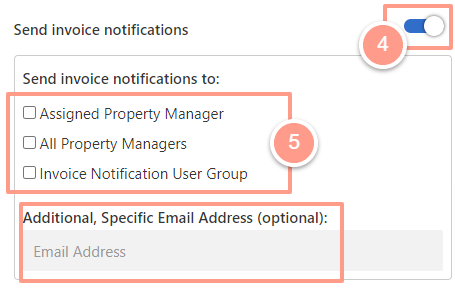 Send invoice notifications
4
Send invoice notifications to:
Assigned Property Manager
5
All Property Managers
Invoice Notification User Group
Additional, Specific Email Address (optional):
Email Address